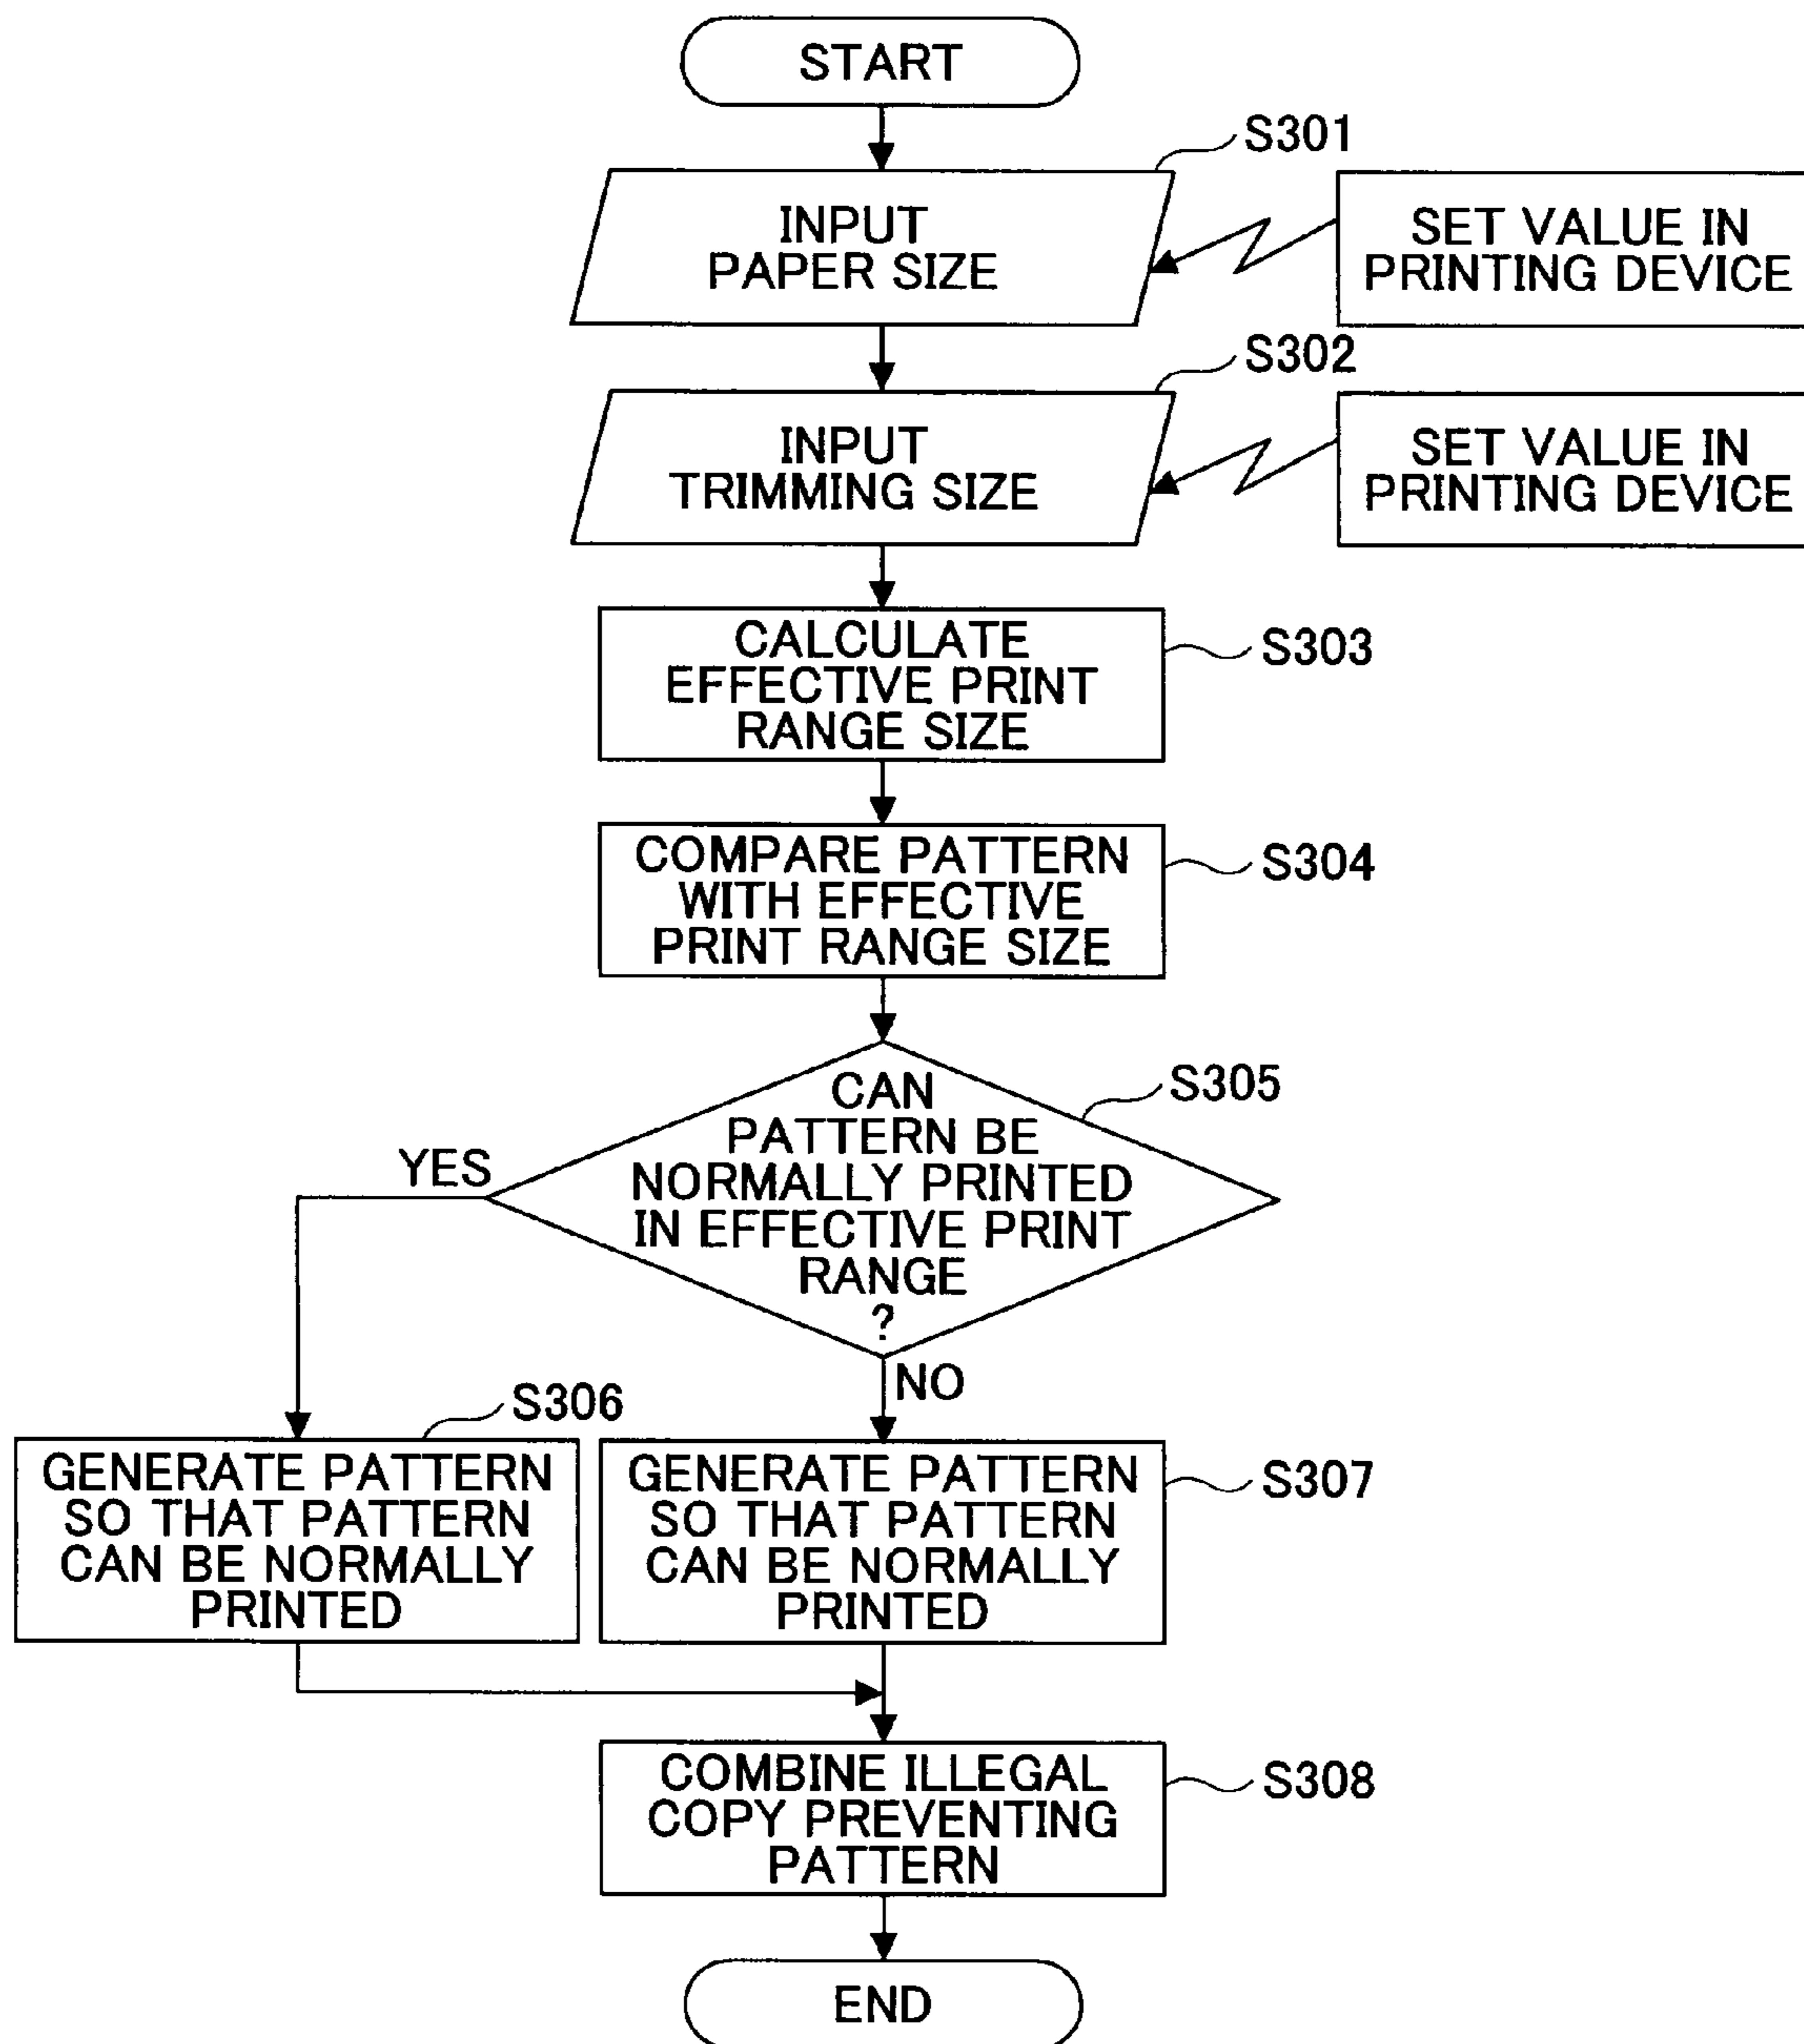 START
S301
INPUT
PAPER SIZE
SET VALUE IN
PRINTING DEVICE
S302
INPUT
TRIMMING SIZE
SET VALUE IN
PRINTING DEVICE
CALCULATE
EFFECTIVE PRINT
RANGE SIZE
S303
COMPARE PATTERN
WITH EFFECTIVE
PRINT RANGE SIZE
S304
CAN
PATTERN BE
NORMALLY PRINTED
IN EFFECTIVE PRINT
RANGE
?
S305
YES
NO
S306
GENERATE PATTERN
SO THAT PATTERN
CAN BE NORMALLY
PRINTED
GENERATE PATTERN
SO THAT PATTERN
CAN BE NORMALLY
PRINTED
S307
COMBINE ILLEGAL
COPY PREVENTING
PATTERN
S308
END